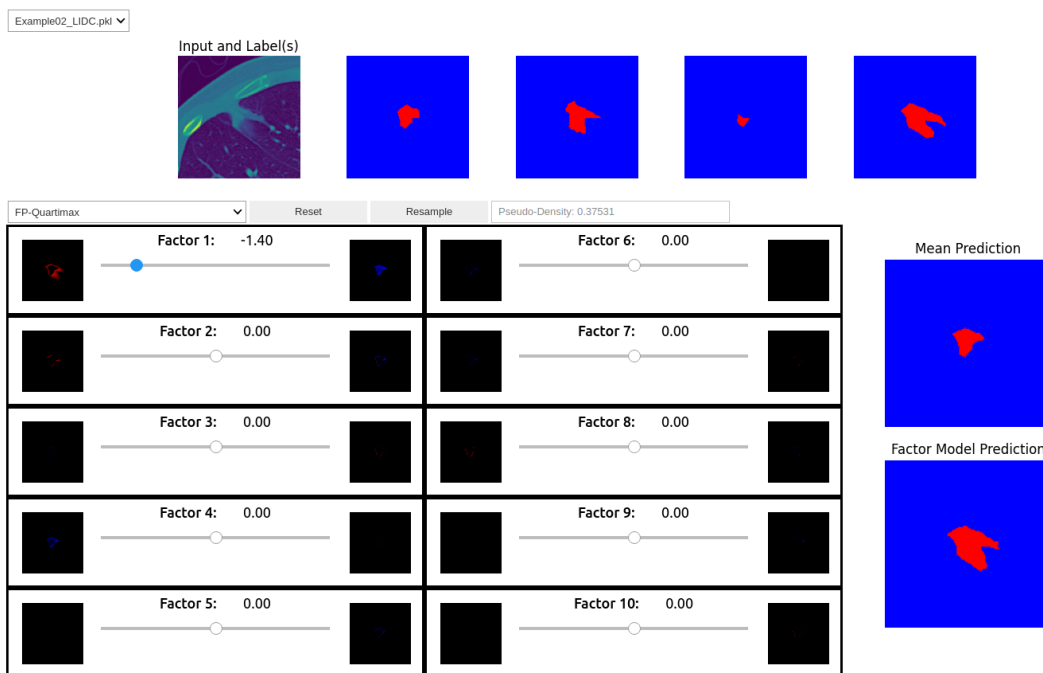 Example02_LIDC.pkl
Input and Label(s)
FP-Quartimax
Reset
Resample
Pseudo-Density: 0.37531
Factor 1: -1.40
Factor 6: 0.00
Mean Prediction
Factor 2: 0.00
Factor 7: 0.00
Factor 3: 0.00
Factor 8: 0.00
Factor Model Prediction
Factor 4: 0.00
Factor 9: 0.00
Factor 5: 0.00
Factor 10: 0.00